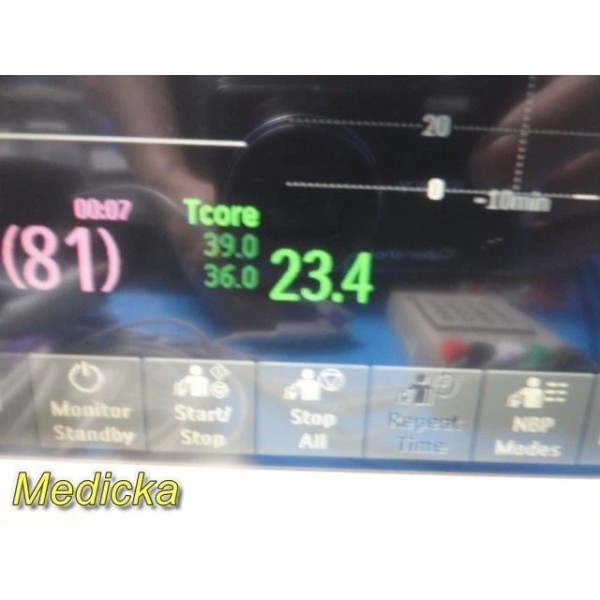 20
0
-10min
00:07
(81)
Tcore
39.0
36.0
23.4
Monitor
Standby
Start/
Stop
Stop
All
Repeat
Time
NBP
Modes
Medicka